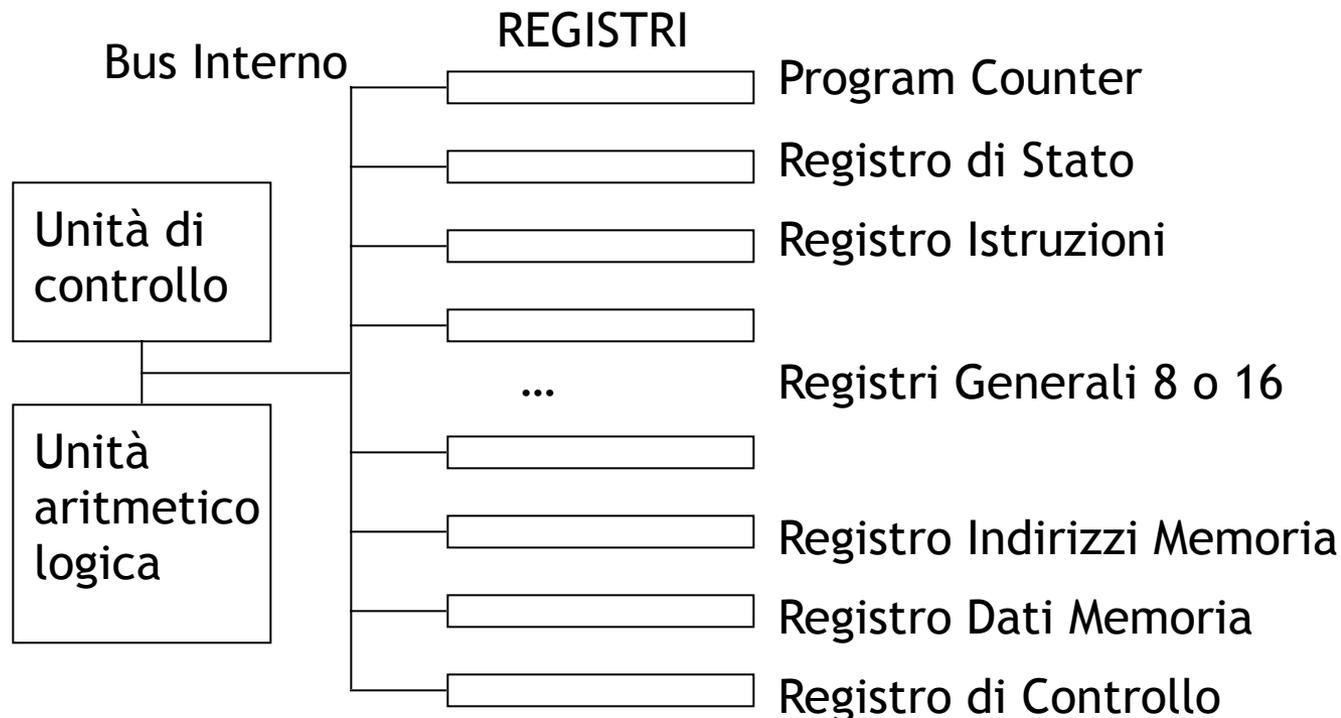 REGISTRI
Bus Interno
Program Counter
Registro di Stato
Unità di
controllo
Registro Istruzioni
...
Registri Generali 8 o 16
Unità
aritmetico
logica
Registro Indirizzi Memoria
Registro Dati Memoria
Registro di Controllo